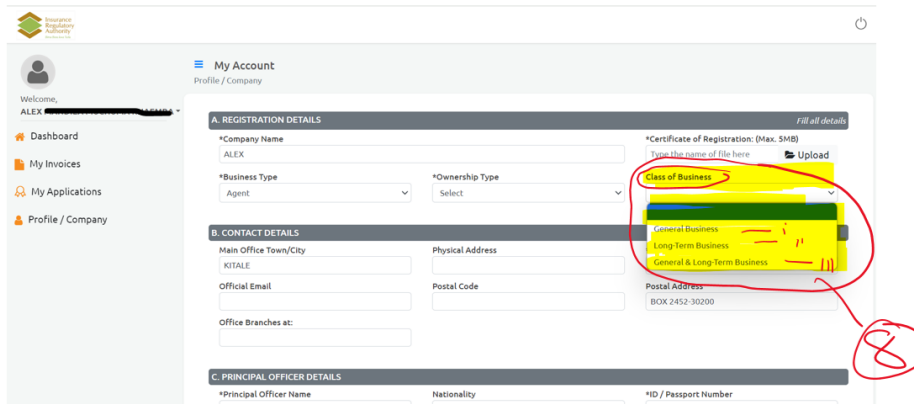 Insurance
Regulatory
Authority
My Account
Profile / Company
Welcome,
ALEX
Dashboard
My Invoices
My Applications
Profile / Company
A. REGISTRATION DETAILS
Fill all details
*Company Name
*Certificate of Registration: (Max. 5MB)
ALEX
Type the name of file here
Upload
*Business Type
*Ownership Type
Class of Business
Agent
Select
General Business i
Long-Term Business ii
General & Long-Term Business iii
B. CONTACT DETAILS
Main Office Town/City
Physical Address
KITALE
Official Email
Postal Code
Postal Address
BOX 2452-30200
Office Branches at:
8
C. PRINCIPAL OFFICER DETAILS
*Principal Officer Name
Nationality
*ID / Passport Number